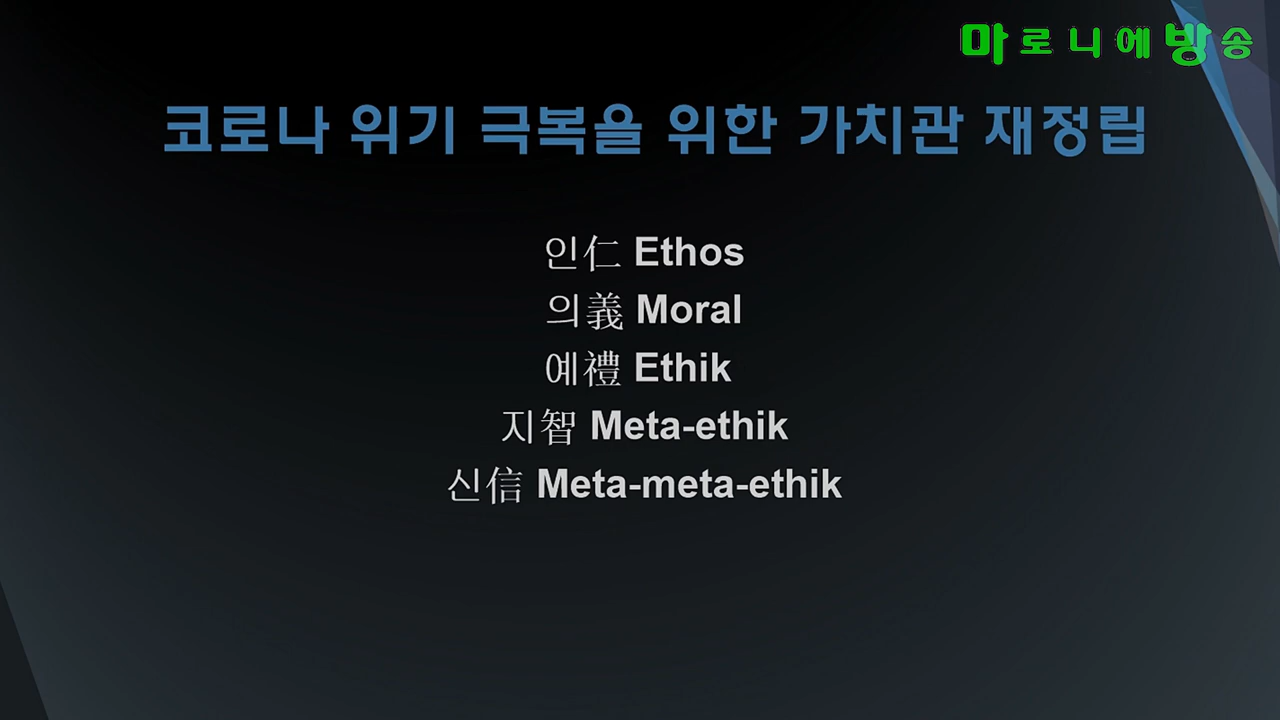 마로니에방송
코로나 위기 극복을 위한 가치관 재정립
인仁 Ethos
의義 Moral
예禮 Ethik
지智 Meta-ethik
신信 Meta-meta-ethik